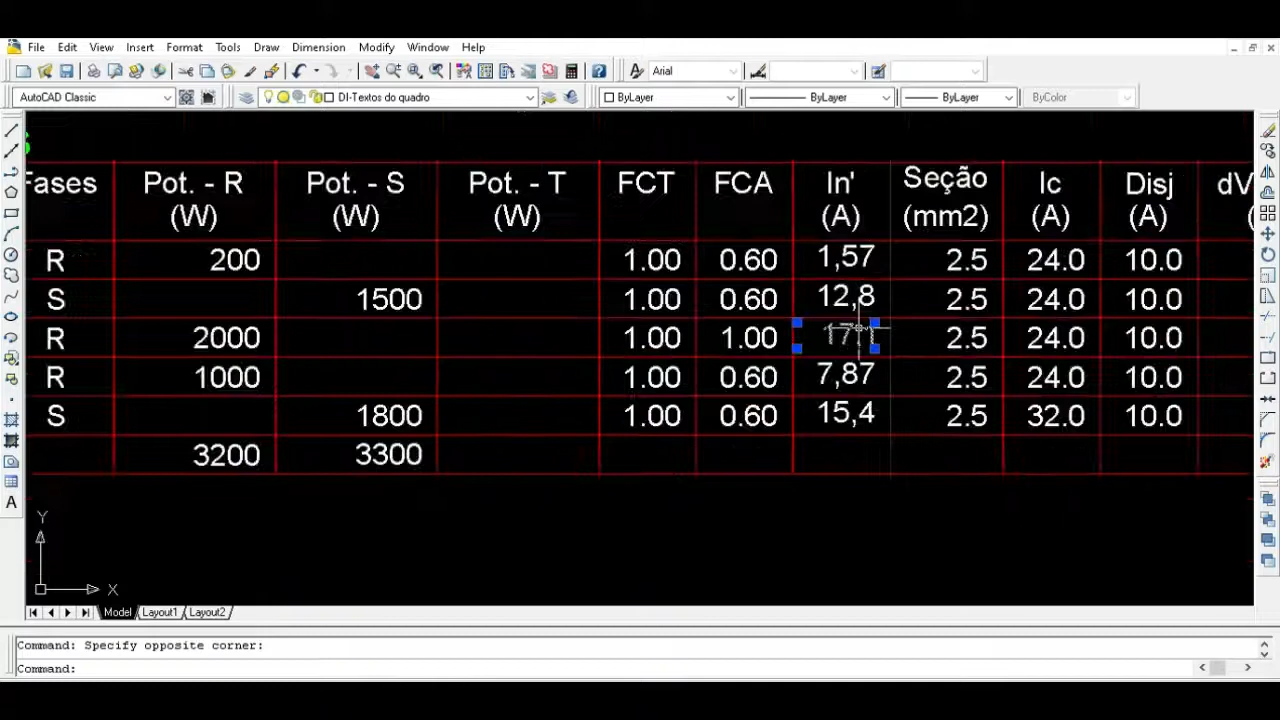 File Edit View Insert Format Tools Draw Dimension Modify Window Help
Arial
AutoCAD Classic DI-Textos do quadro ByLayer ByLayer ByLayer ByColor
Fases Pot. - R (W) Pot. - S (W) Pot. - T (W) FCT FCA In' (A) Seção (mm2) Ic (A) Disj (A) dV (
R 200 1.00 0.60 1,57 2.5 24.0 10.0
S 1500 1.00 0.60 12,8 2.5 24.0 10.0
R 2000 1.00 1.00 2.5 24.0 10.0
R 1000 1.00 0.60 7,87 2.5 24.0 10.0
S 1800 1.00 0.60 15,4 2.5 32.0 10.0
3200 3300
Y
X
Model Layout1 Layout2
Command: Specify opposite corner:
Command: